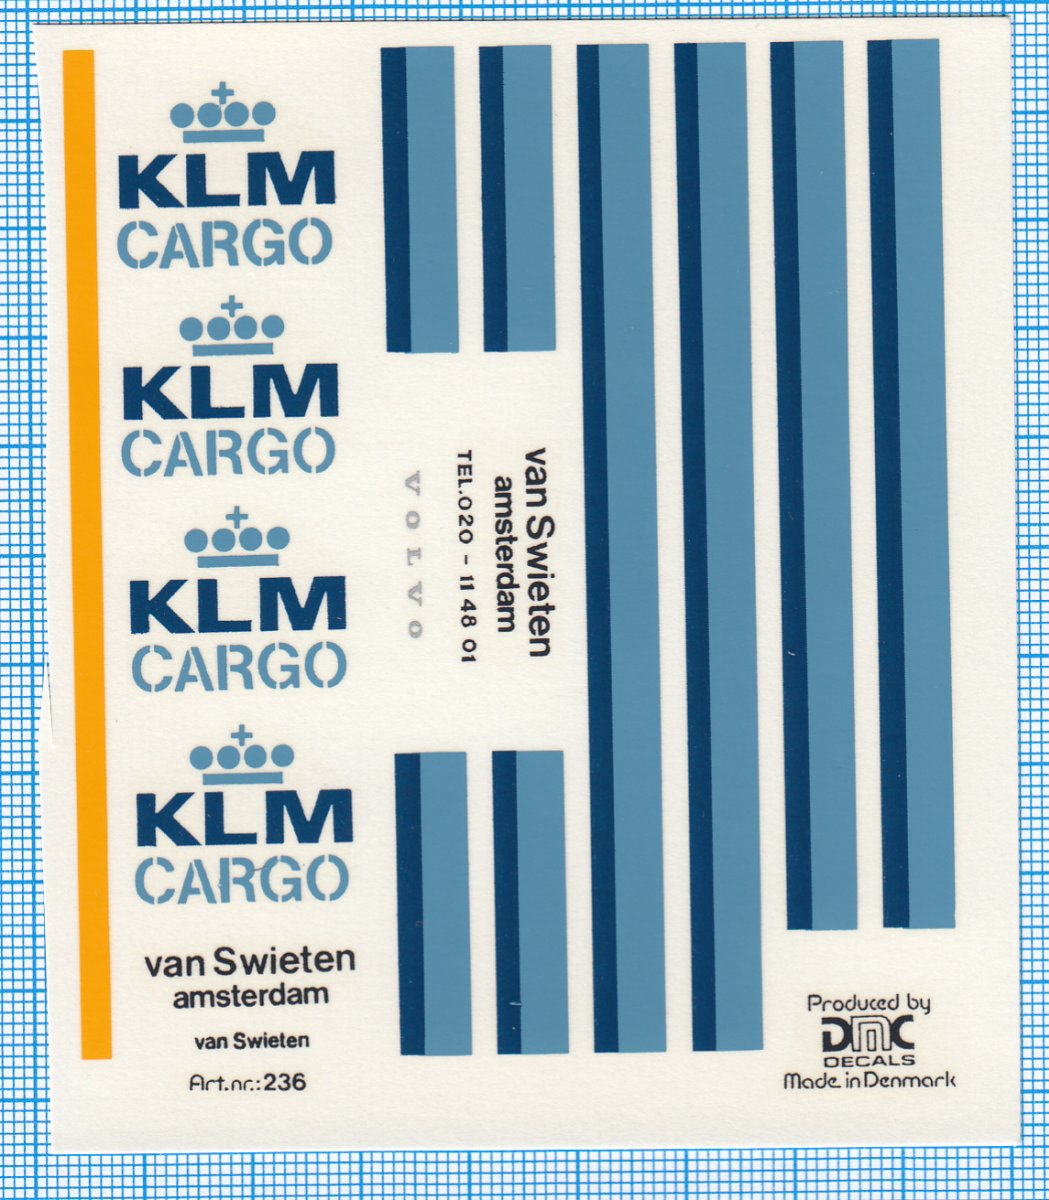 KLM
CARGO
KLM
CARGO
KLM
CARGO
KLM
CARGO
van Swieten
amsterdam
van Swieten
Art.nr.:236
VOLVO
TEL.020 - 11 48 01
van Swieten
amsterdam
Produced by
DMC
DECALS
Made in Denmark